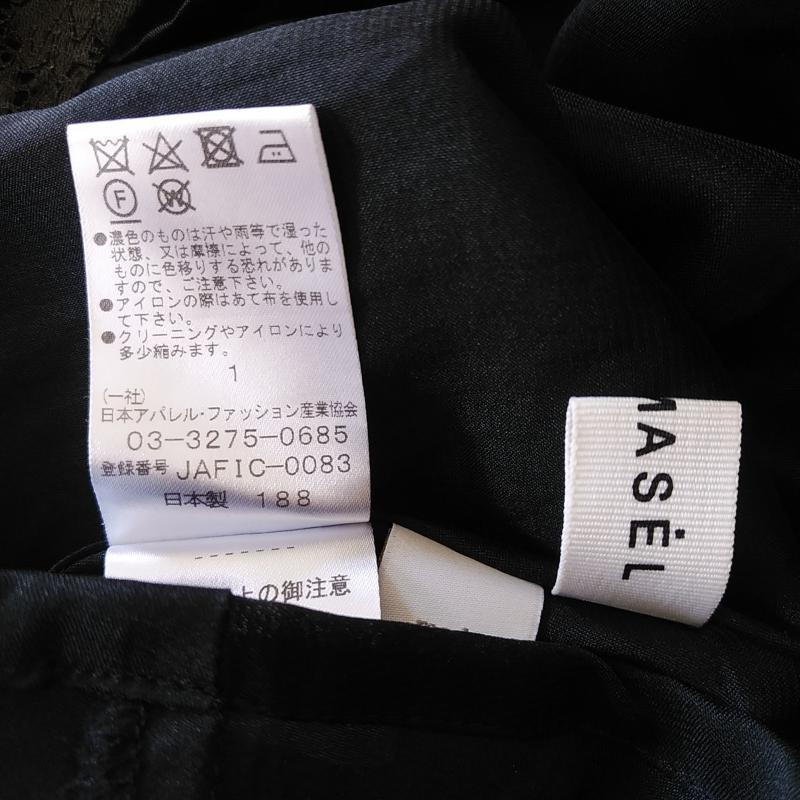 F
W
●濃色のものは汗や雨等で湿った
状態、又は摩擦によって、他の
ものに色移りする恐れがありま
すので、ご注意下さい。
●アイロンの際はあて布を使用し
て下さい。
●クリーニングやアイロンにより
多少縮みます。
1
(一社)
日本アパレル・ファッション産業協会
03-3275-0685
登録番号 JAFIC-0083
日本製 188
上の御注意
MASÉL